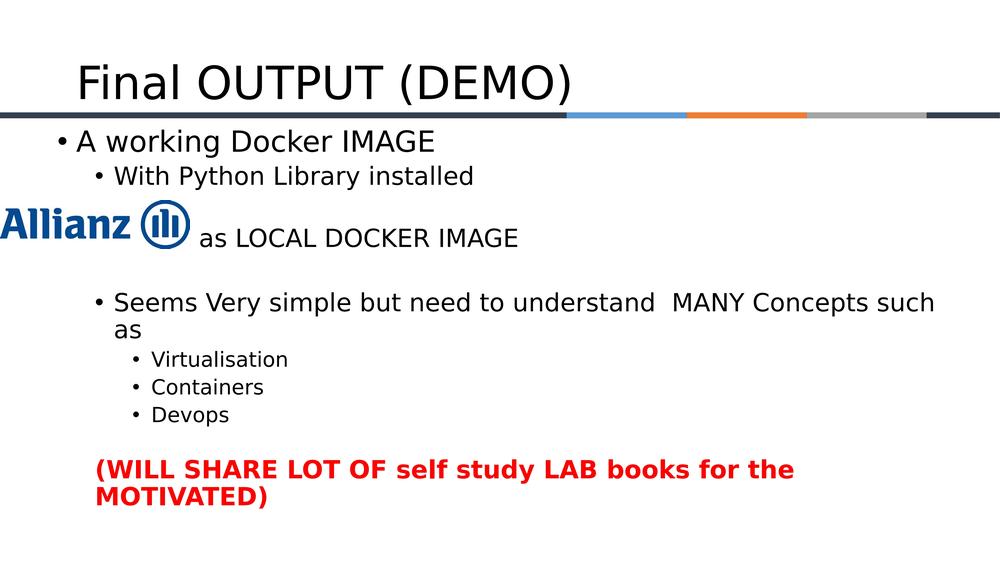 Final OUTPUT (DEMO)
• A working Docker IMAGE
• With Python Library installed
Allianz
as LOCAL DOCKER IMAGE
• Seems Very simple but need to understand  MANY Concepts such
as
• Virtualisation
• Containers
• Devops
(WILL SHARE LOT OF self study LAB books for the
MOTIVATED)